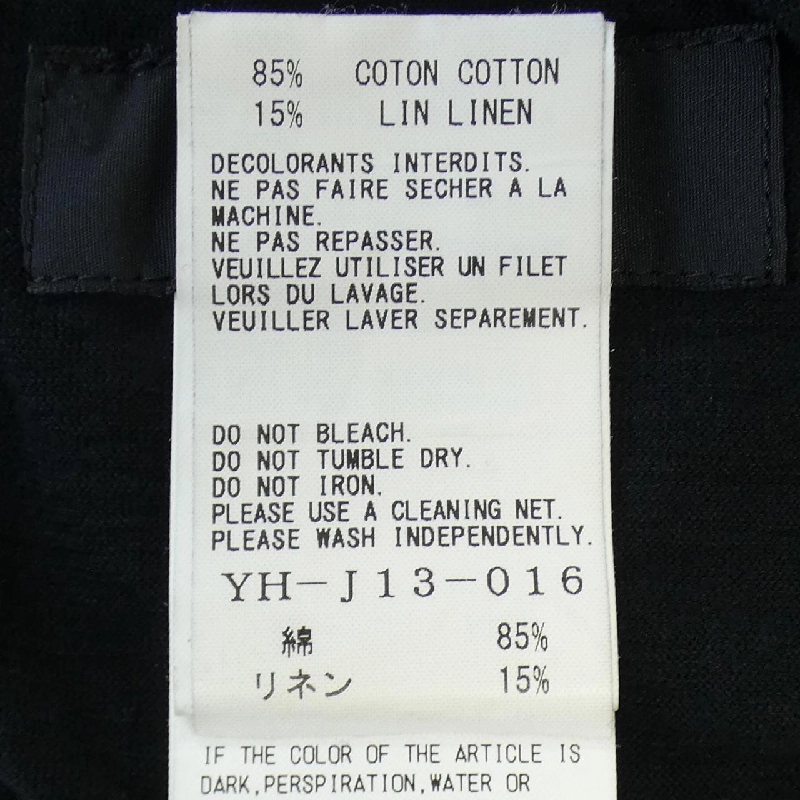 85% COTON COTTON
15% LIN LINEN
DECOLORANTS INTERDITS.
NE PAS FAIRE SECHER A LA
MACHINE.
NE PAS REPASSER.
VEUILLEZ UTILISER UN FILET
LORS DU LAVAGE.
VEUILLER LAVER SEPAREMENT.
DO NOT BLEACH.
DO NOT TUMBLE DRY.
DO NOT IRON.
PLEASE USE A CLEANING NET.
PLEASE WASH INDEPENDENTLY.
YH-J13-016
綿 85%
リネン 15%
IF THE COLOR OF THE ARTICLE IS
DARK,PERSPIRATION,WATER OR